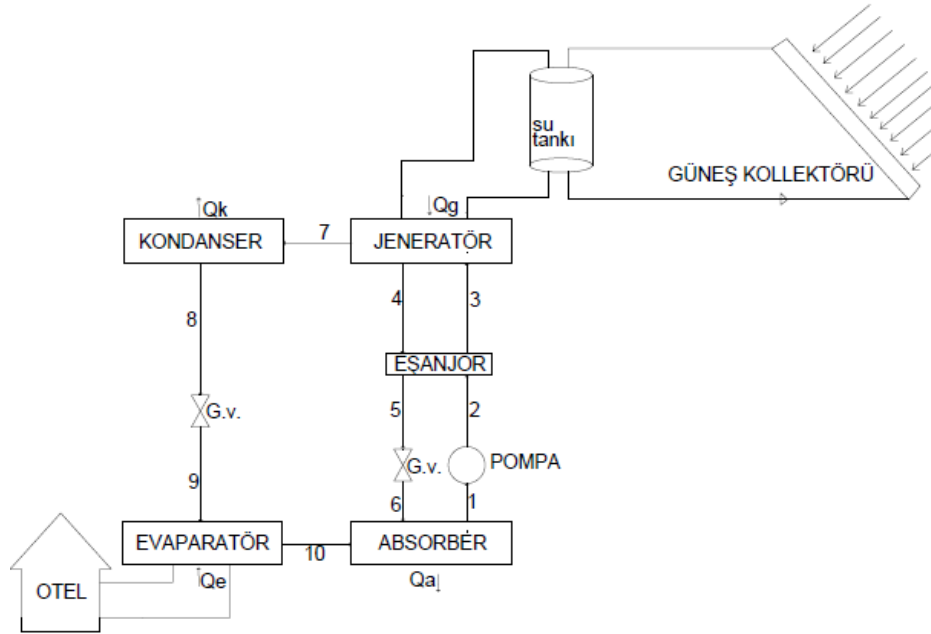 su
tankı
GÜNEŞ KOLLEKTÖRÜ
Qk
Qg
KONDANSER
7
JENERATÖR
8
4
3
EŞANJÖR
5
2
G.v.
G.v.
POMPA
9
6
1
EVAPARATÖR
10
ABSORBÉR
Qe
Qa
OTEL